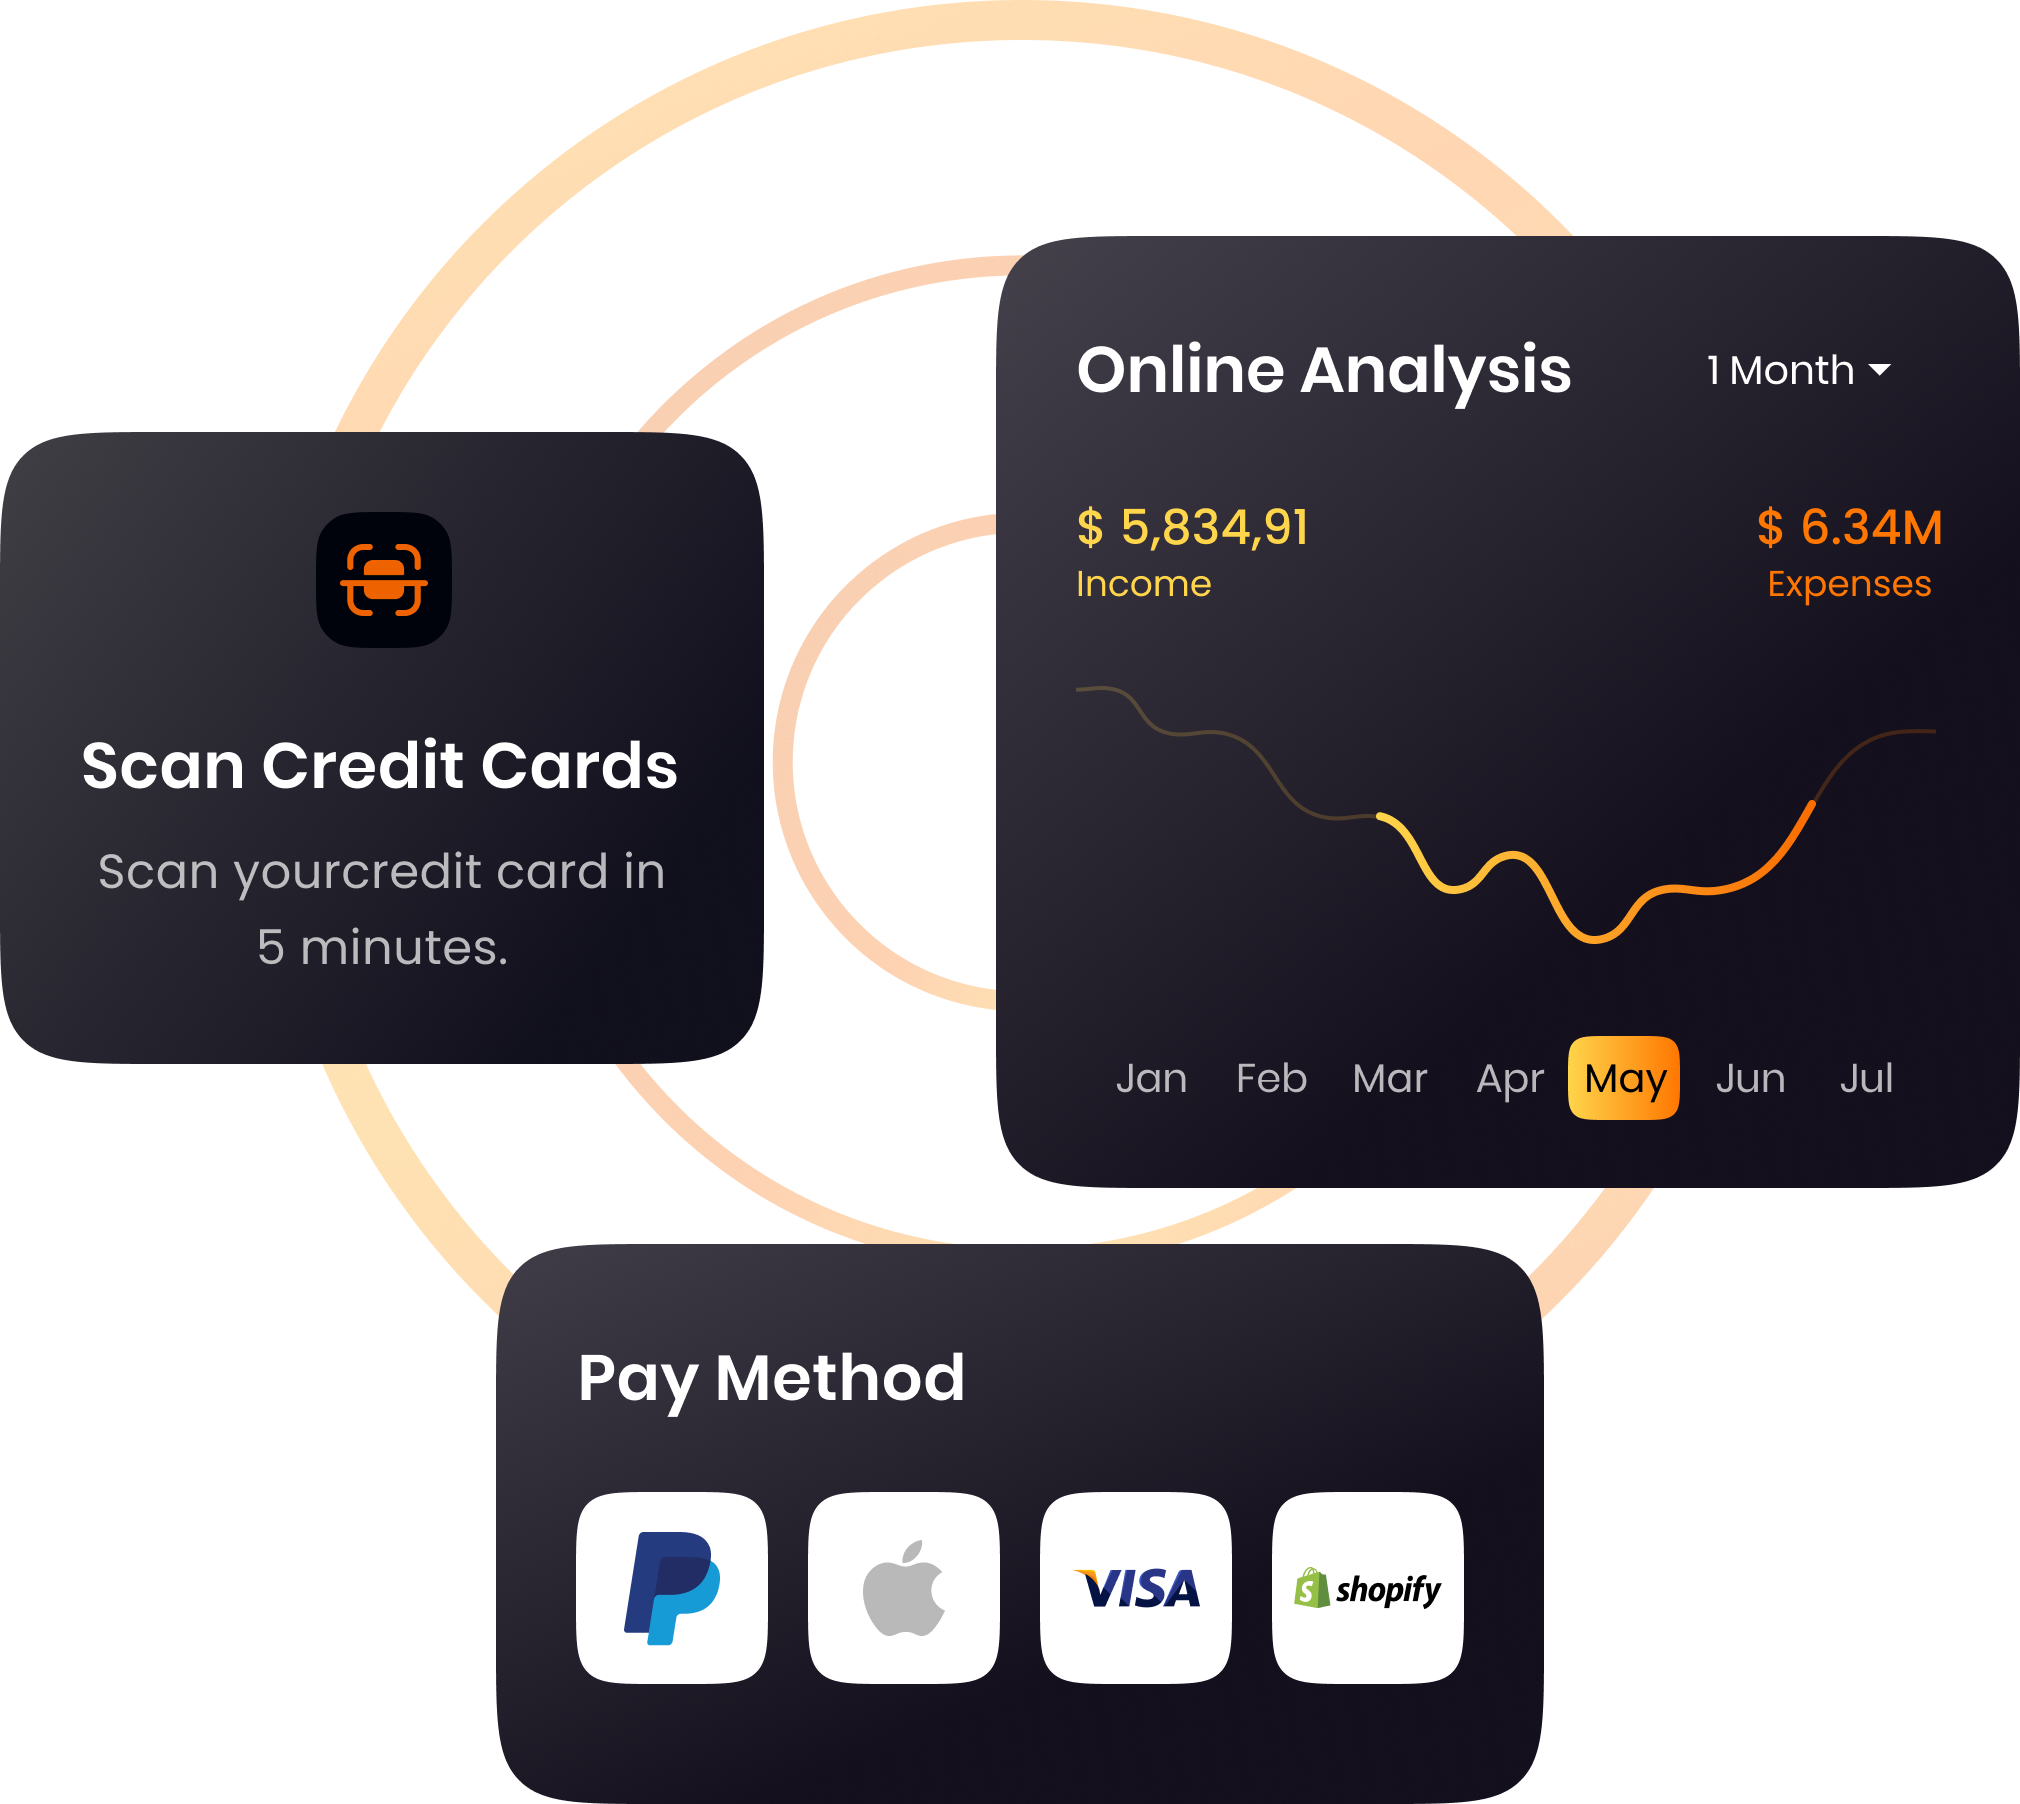 Online Analysis
1 Month
$ 5,834,91
$ 6.34M
Income
Expenses
Jan Feb Mar Apr May Jun Jul
Scan Credit Cards
Scan yourcredit card in
5 minutes.
Pay Method
VISA
shopify